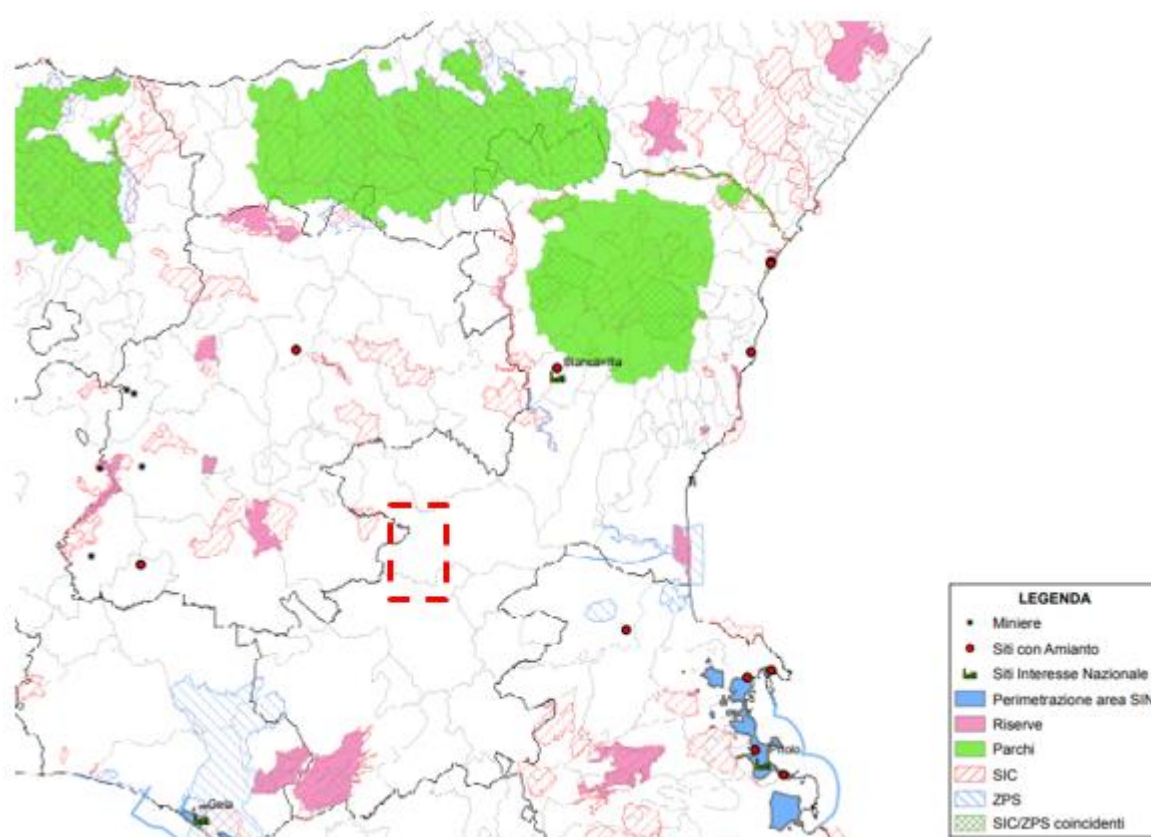 Biancavilla
Gela
Priolo
LEGENDA
Miniere
Siti con Amianto
Siti Interesse Nazionale
Perimetrazione area SIN
Riserve
Parchi
SIC
ZPS
SIC/ZPS coincidenti